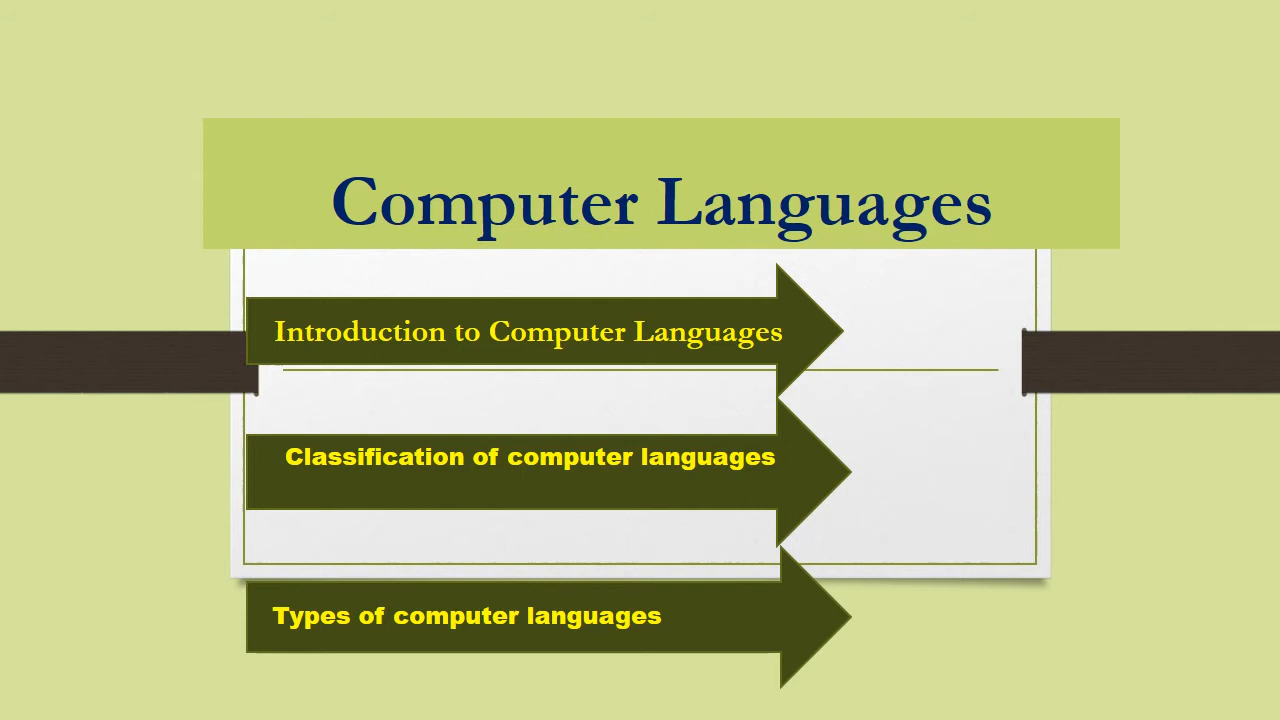 Computer Languages
Introduction to Computer Languages
Classification of computer languages
Types of computer languages